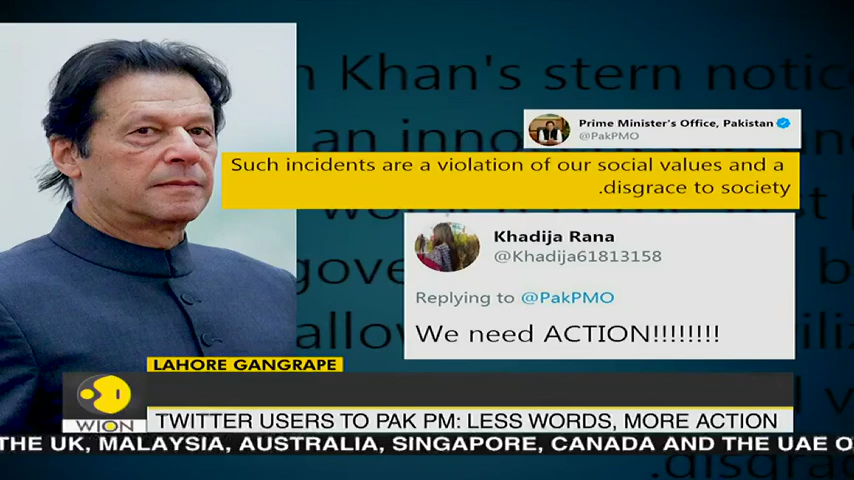 n Khan's stern notic
an inno
Prime Minister's Office, Pakistan
@PakPMO
Such incidents are a violation of our social values and a
.disgrace to society
Khadija Rana
@Khadija61813158
gove
Replying to @PakPMO
allow
We need ACTION!!!!!!!!
LAHORE GANGRAPE
WION
TWITTER USERS TO PAK PM: LESS WORDS, MORE ACTION
THE UK, MALAYSIA, AUSTRALIA, SINGAPORE, CANADA AND THE UAE O
.disgra